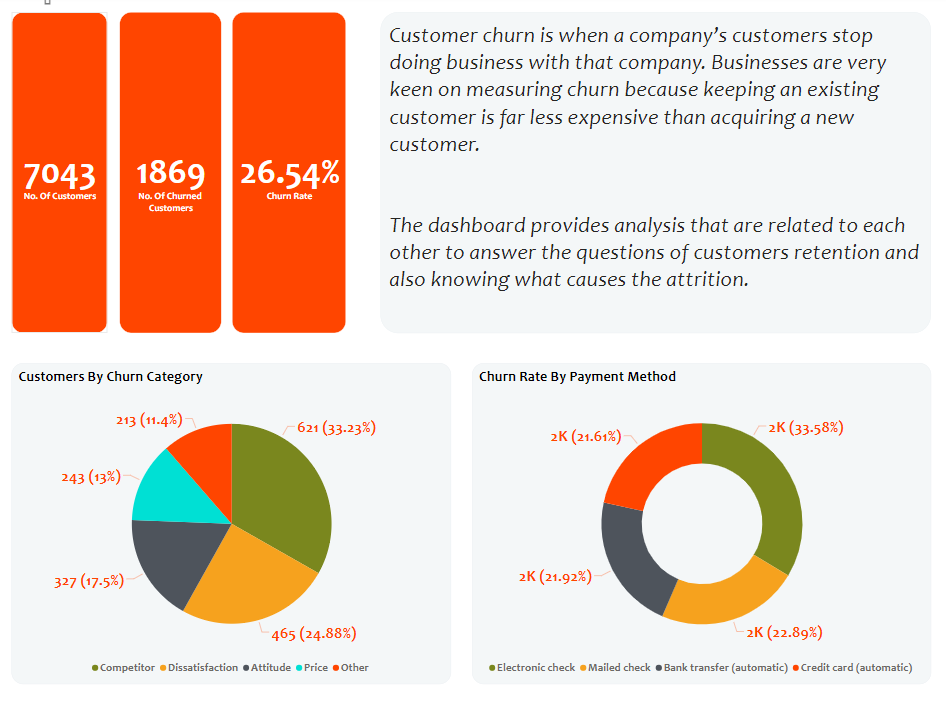 7043
No. Of Customers
1869
No. Of Churned
Customers
26.54%
Churn Rate
Customer churn is when a company's customers stop
doing business with that company. Businesses are very
keen on measuring churn because keeping an existing
customer is far less expensive than acquiring a new
customer.
The dashboard provides analysis that are related to each
other to answer the questions of customers retention and
also knowing what causes the attrition.
Customers By Churn Category
213 (11.4%)
621 (33.23%)
243 (13%)
327 (17.5%)
465 (24.88%)
Competitor Dissatisfaction Attitude Price Other
Churn Rate By Payment Method
2K (21.61%)
2K (33.58%)
2K (21.92%)
2K (22.89%)
Electronic check Mailed check Bank transfer (automatic) Credit card (automatic)